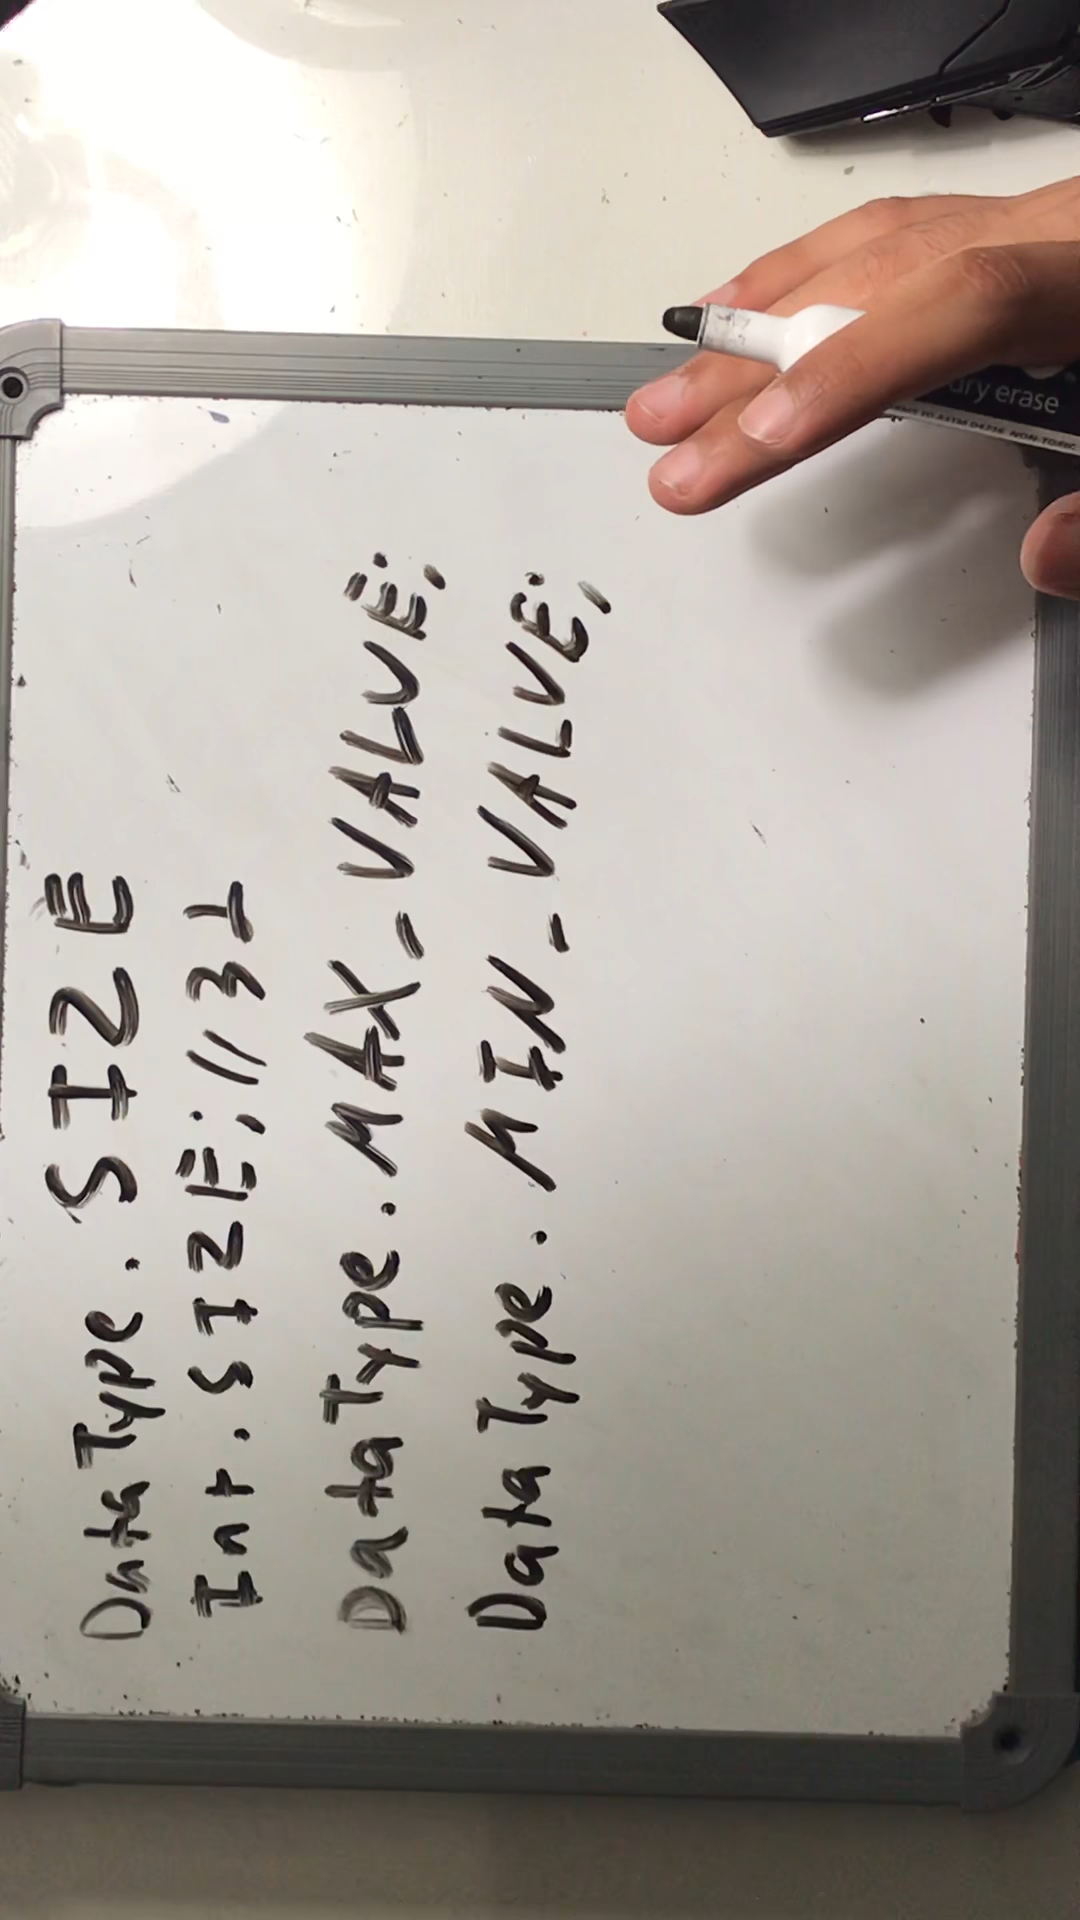 DataType. SIZE
Int. SIZE; // 32
DataType. MAX_VALUE;
DataType. MIN_VALUE;
dry erase